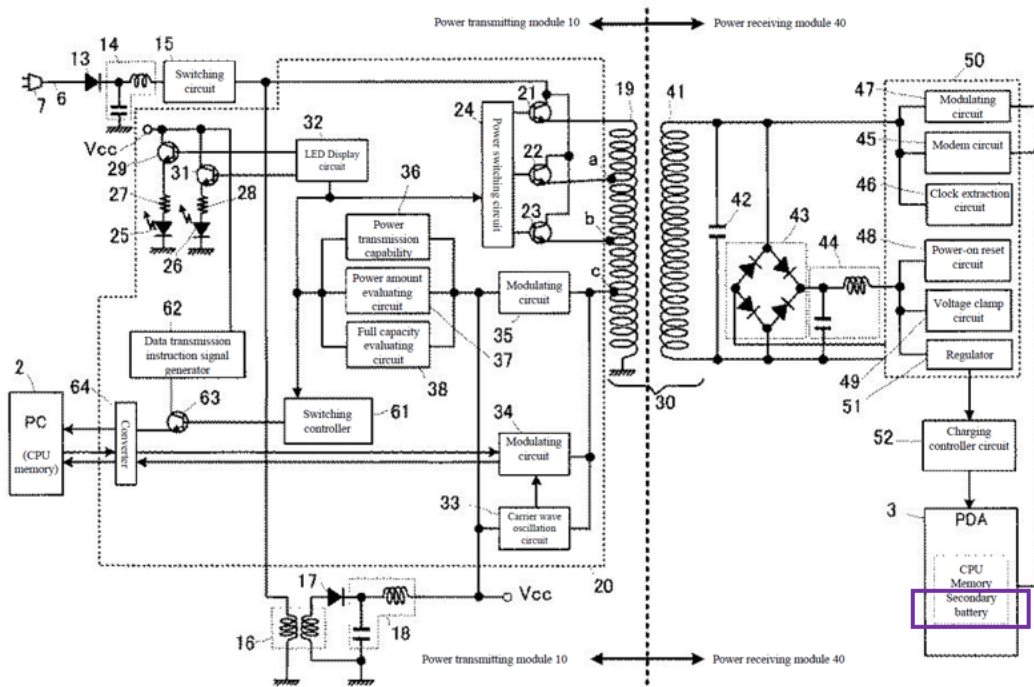 Power transmitting module 10
Power receiving module 40
13
14
15
Switching
circuit
7
6
Vcc
29
31
27
28
25
26
32
LED Display
circuit
24
Power switching circuit
21
22
23
19
a
b
c
41
36
Power
transmission
capability
Power amount
evaluating circuit
37
Full capacity
evaluating
circuit
38
Modulating
circuit
35
62
Data transmission
instruction signal
generator
2
PC
(CPU
memory)
64
Converter
63
Switching
controller
61
34
Modulating
circuit
33
Carrier wave
oscillation
circuit
20
30
16
17
18
Vcc
42
43
44
50
47
Modulating
circuit
45
Modem circuit
46
Clock extraction
circuit
48
Power-on reset
circuit
Voltage clamp
circuit
49
Regulator
51
52
Charging
controller circuit
3
PDA
CPU
Memory
Secondary
battery
Power transmitting module 10
Power receiving module 40